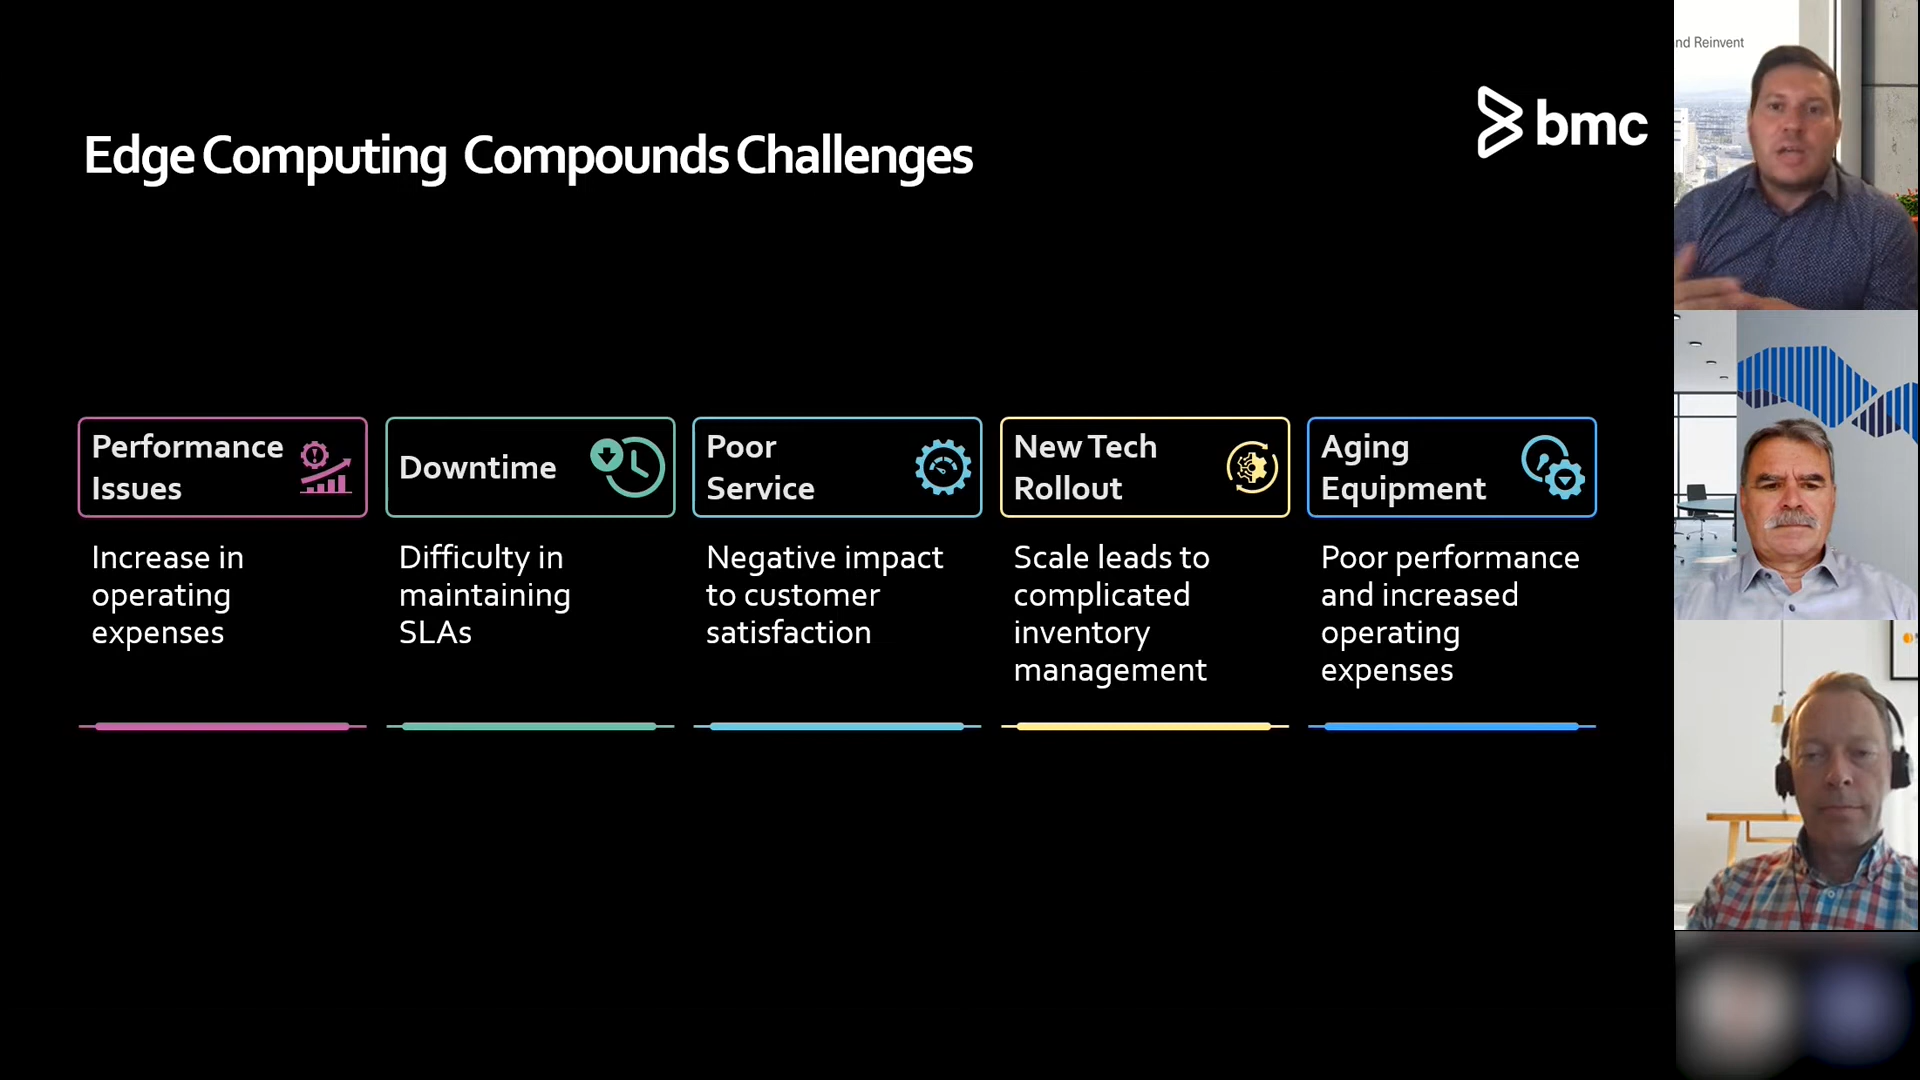 Edge Computing Compounds Challenges
bmc
nd Reinvent
Performance
Issues
Increase in
operating
expenses
Downtime
Difficulty in
maintaining
SLAs
Poor
Service
Negative impact
to customer
satisfaction
New Tech
Rollout
Scale leads to
complicated
inventory
management
Aging
Equipment
Poor performance
and increased
operating
expenses